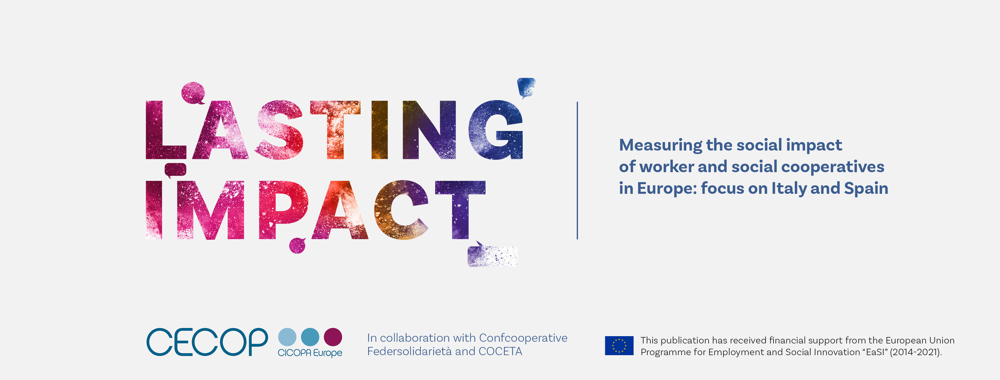 LASTING
IMPACT
Measuring the social impact
of worker and social cooperatives
in Europe: focus on Italy and Spain
CECOP
CICOPA Europe
In collaboration with Confcooperative
Federsolidarietà and COCETA
This publication has received financial support from the European Union
Programme for Employment and Social Innovation “EaSI” (2014-2021).